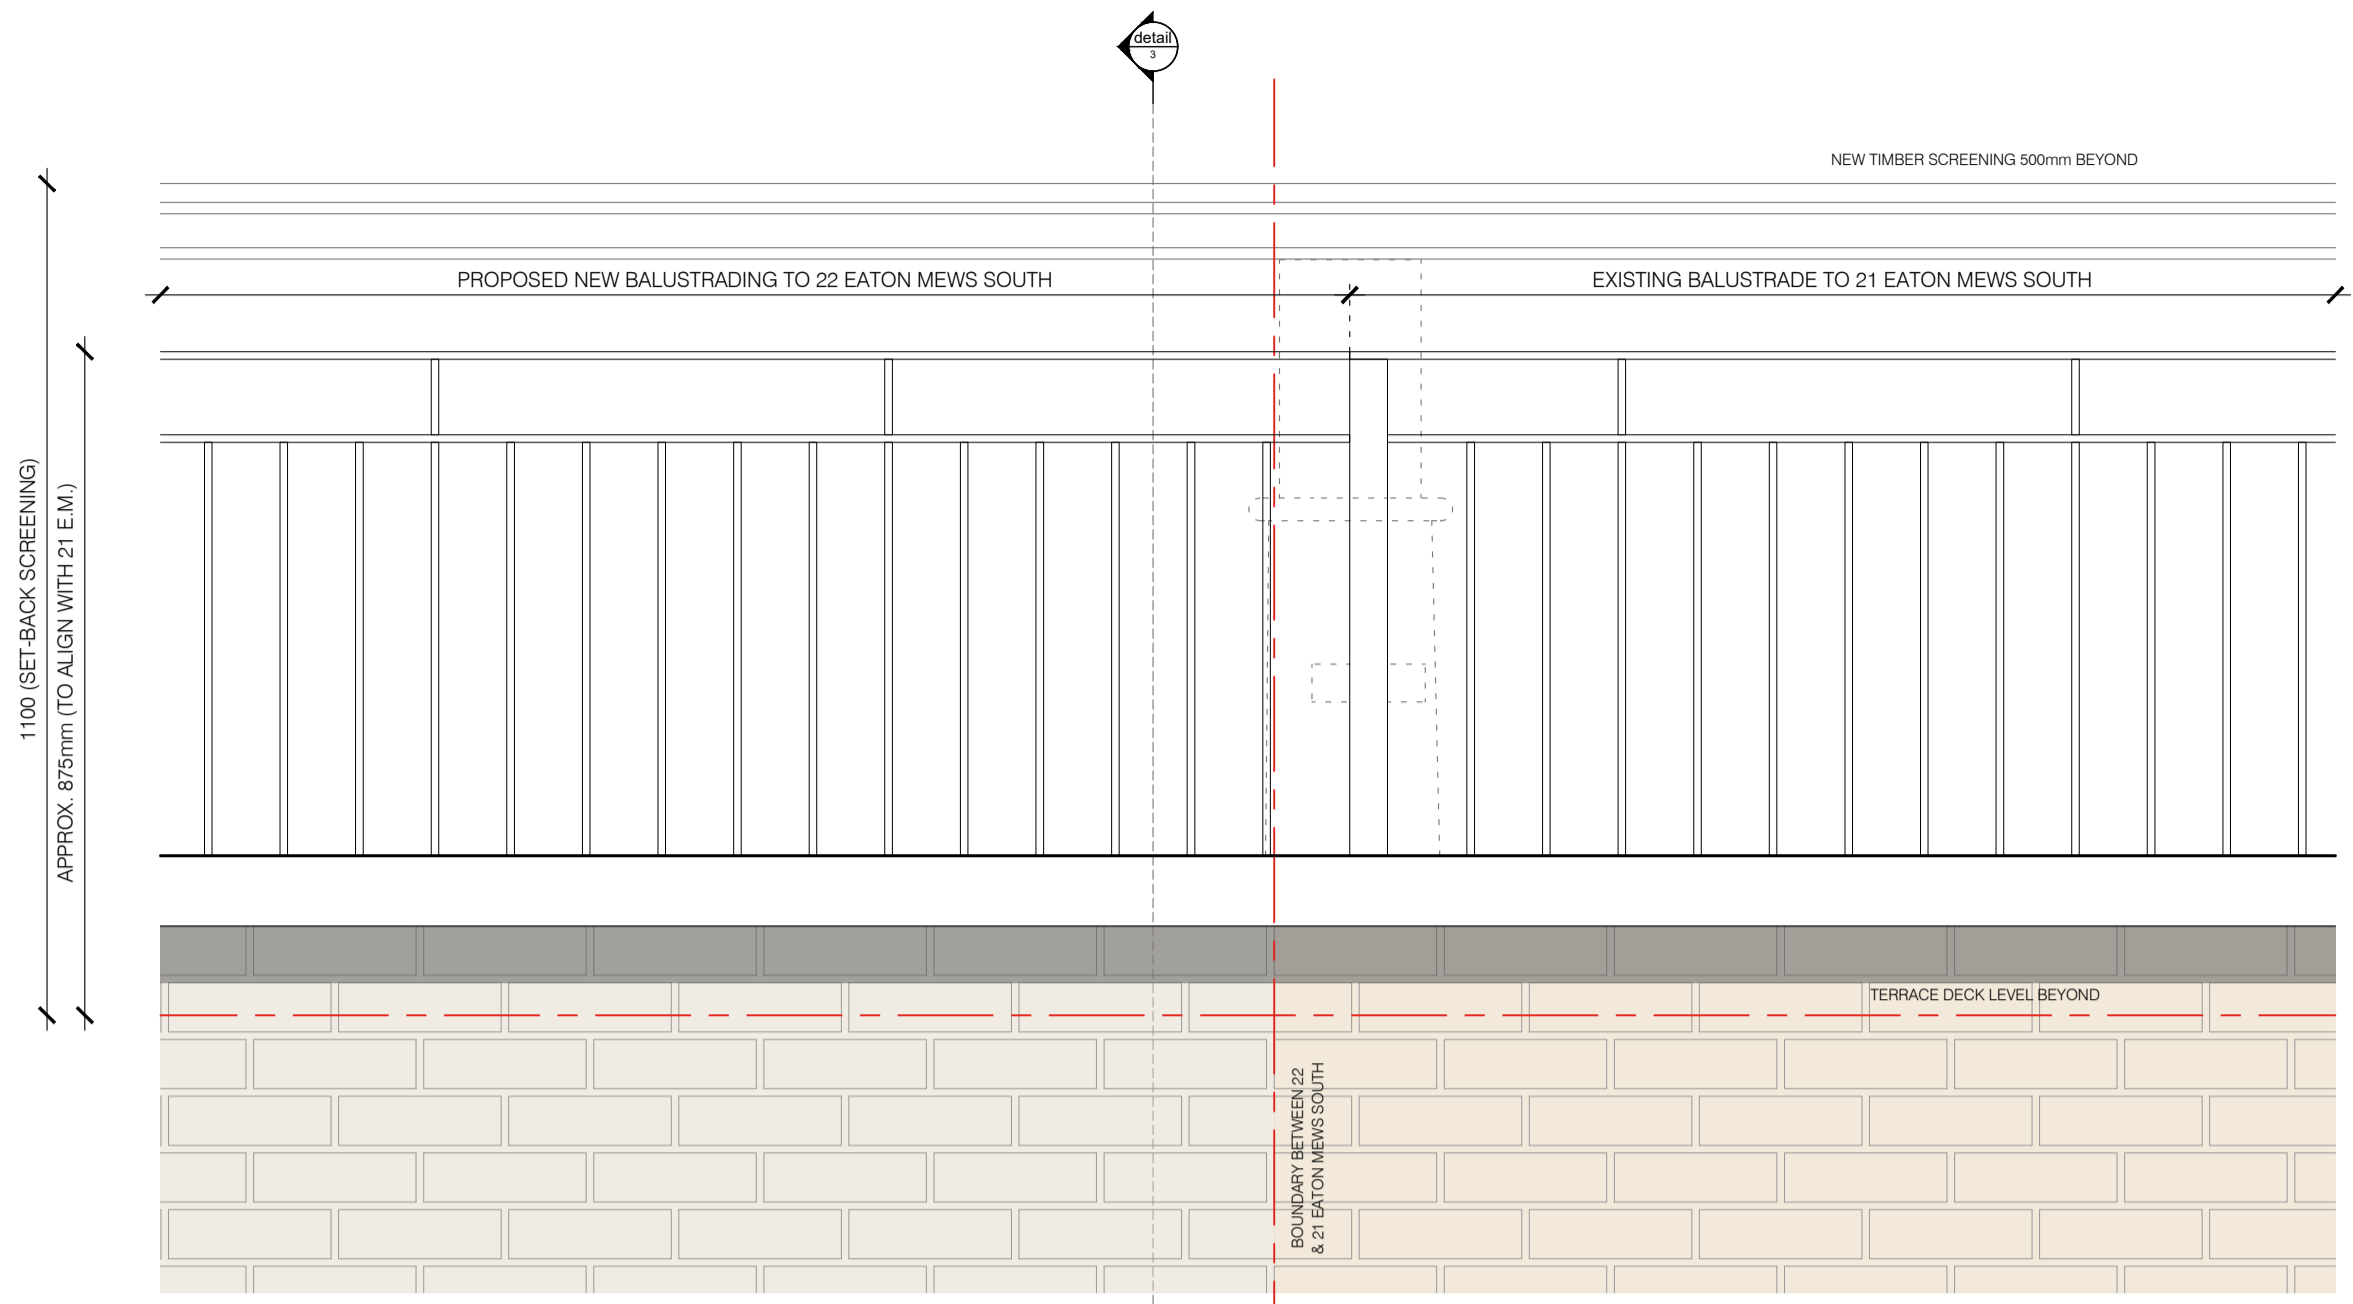 detail
3
NEW TIMBER SCREENING 500mm BEYOND
PROPOSED NEW BALUSTRADING TO 22 EATON MEWS SOUTH
EXISTING BALUSTRADE TO 21 EATON MEWS SOUTH
1100 (SET-BACK SCREENING)
APPROX. 875mm (TO ALIGN WITH 21 E.M.)
TERRACE DECK LEVEL BEYOND
BOUNDARY BETWEEN 22
& 21 EATON MEWS SOUTH